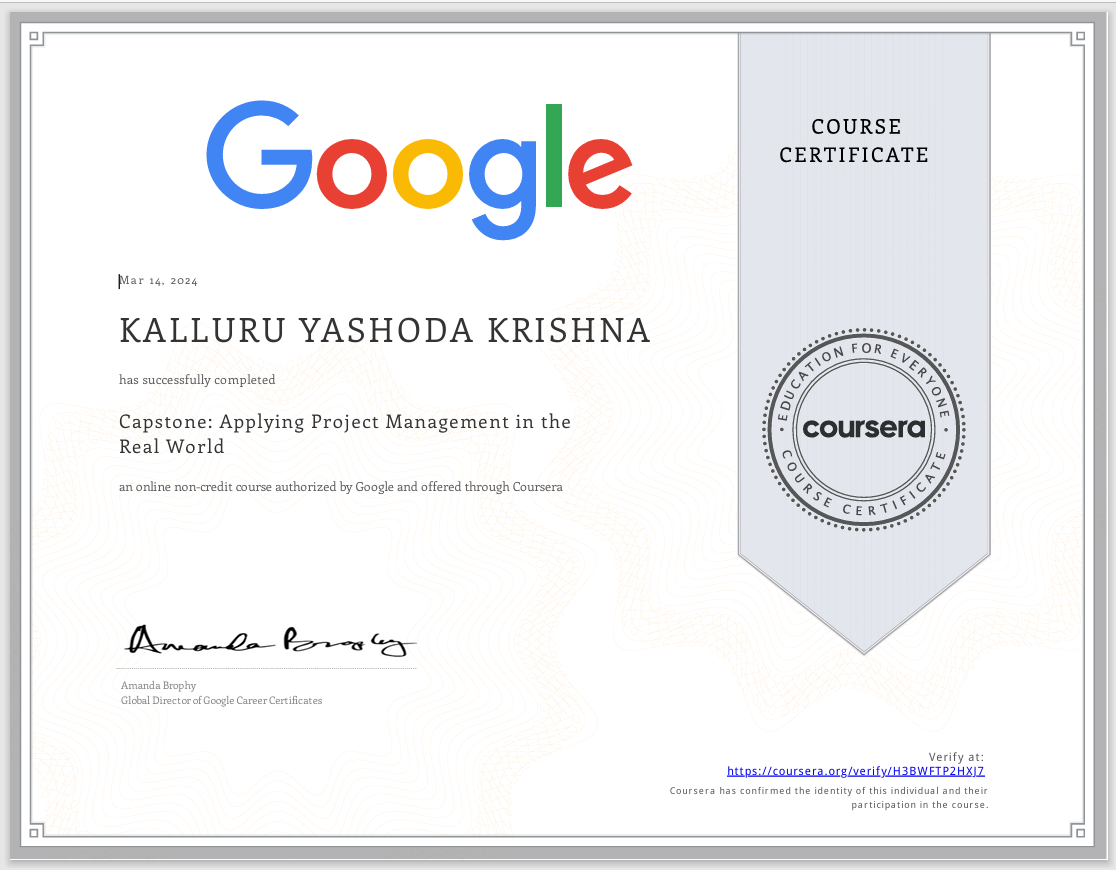 Google
COURSE
CERTIFICATE
Mar 14, 2024
KALLURU YASHODA KRISHNA
has successfully completed
Capstone: Applying Project Management in the
Real World
an online non-credit course authorized by Google and offered through Coursera
EDUCATION FOR EVERYONE
coursera
COURSE CERTIFICATE
Amanda Brophy
Amanda Brophy
Global Director of Google Career Certificates
Verify at:
https://coursera.org/verify/H3BWFTP2HXJ7
Coursera has confirmed the identity of this individual and their
participation in the course.